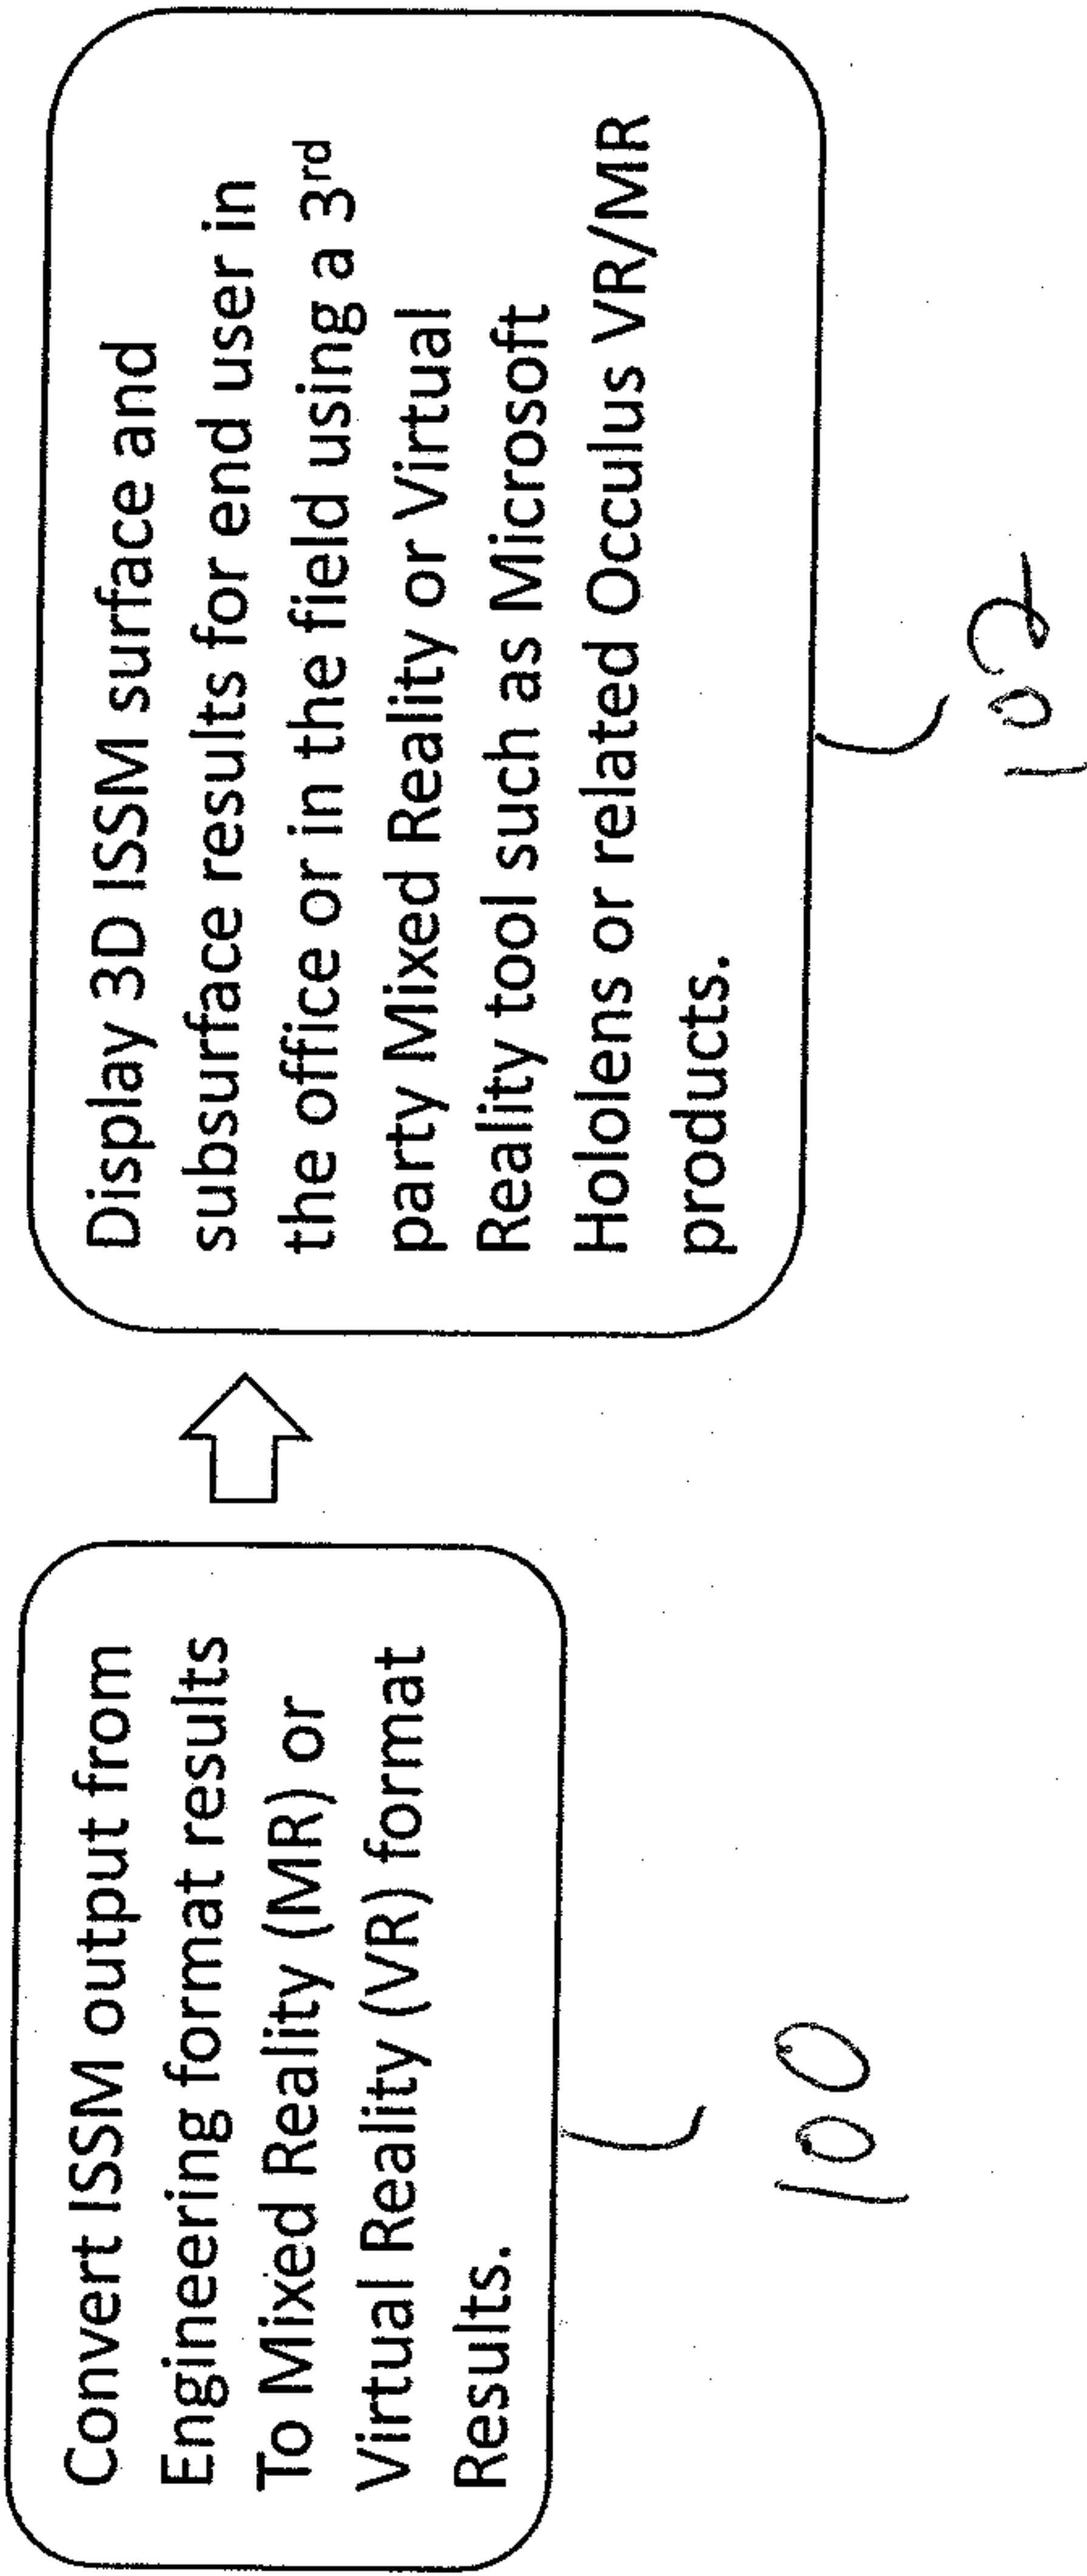 Convert ISSM output from
Engineering format results
To Mixed Reality (MR) or
Virtual Reality (VR) format
Results.
100
Display 3D ISSM surface and
subsurface results for end user in
the office or in the field using a 3rd
party Mixed Reality or Virtual
Reality tool such as Microsoft
Hololens or related Occulus VR/MR
products.
102